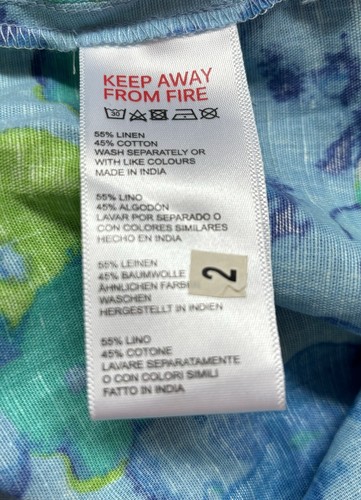 KEEP AWAY
FROM FIRE
30
55% LINEN
45% COTTON
WASH SEPARATELY OR
WITH LIKE COLOURS
MADE IN INDIA
55% LINO
45% ALGODÓN
LAVAR POR SEPARADO O
CON COLORES SIMILARES
HECHO EN INDIA
55% LEINEN
45% BAUMWOLLE
ÄHNLICHEN
WASCHEN
HERGESTELLT IN INDIEN
2
55% LINO
45% COTONE
LAVARE SEPARATAMENTE
O CON COLORI SIMILI
FATTO IN INDIA